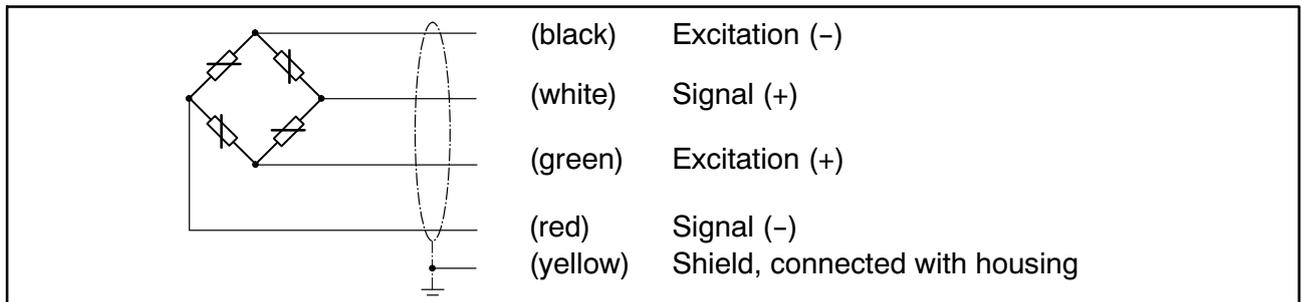 (black) Excitation (–)
(white) Signal (+)
(green) Excitation (+)
(red) Signal (–)
(yellow) Shield, connected with housing